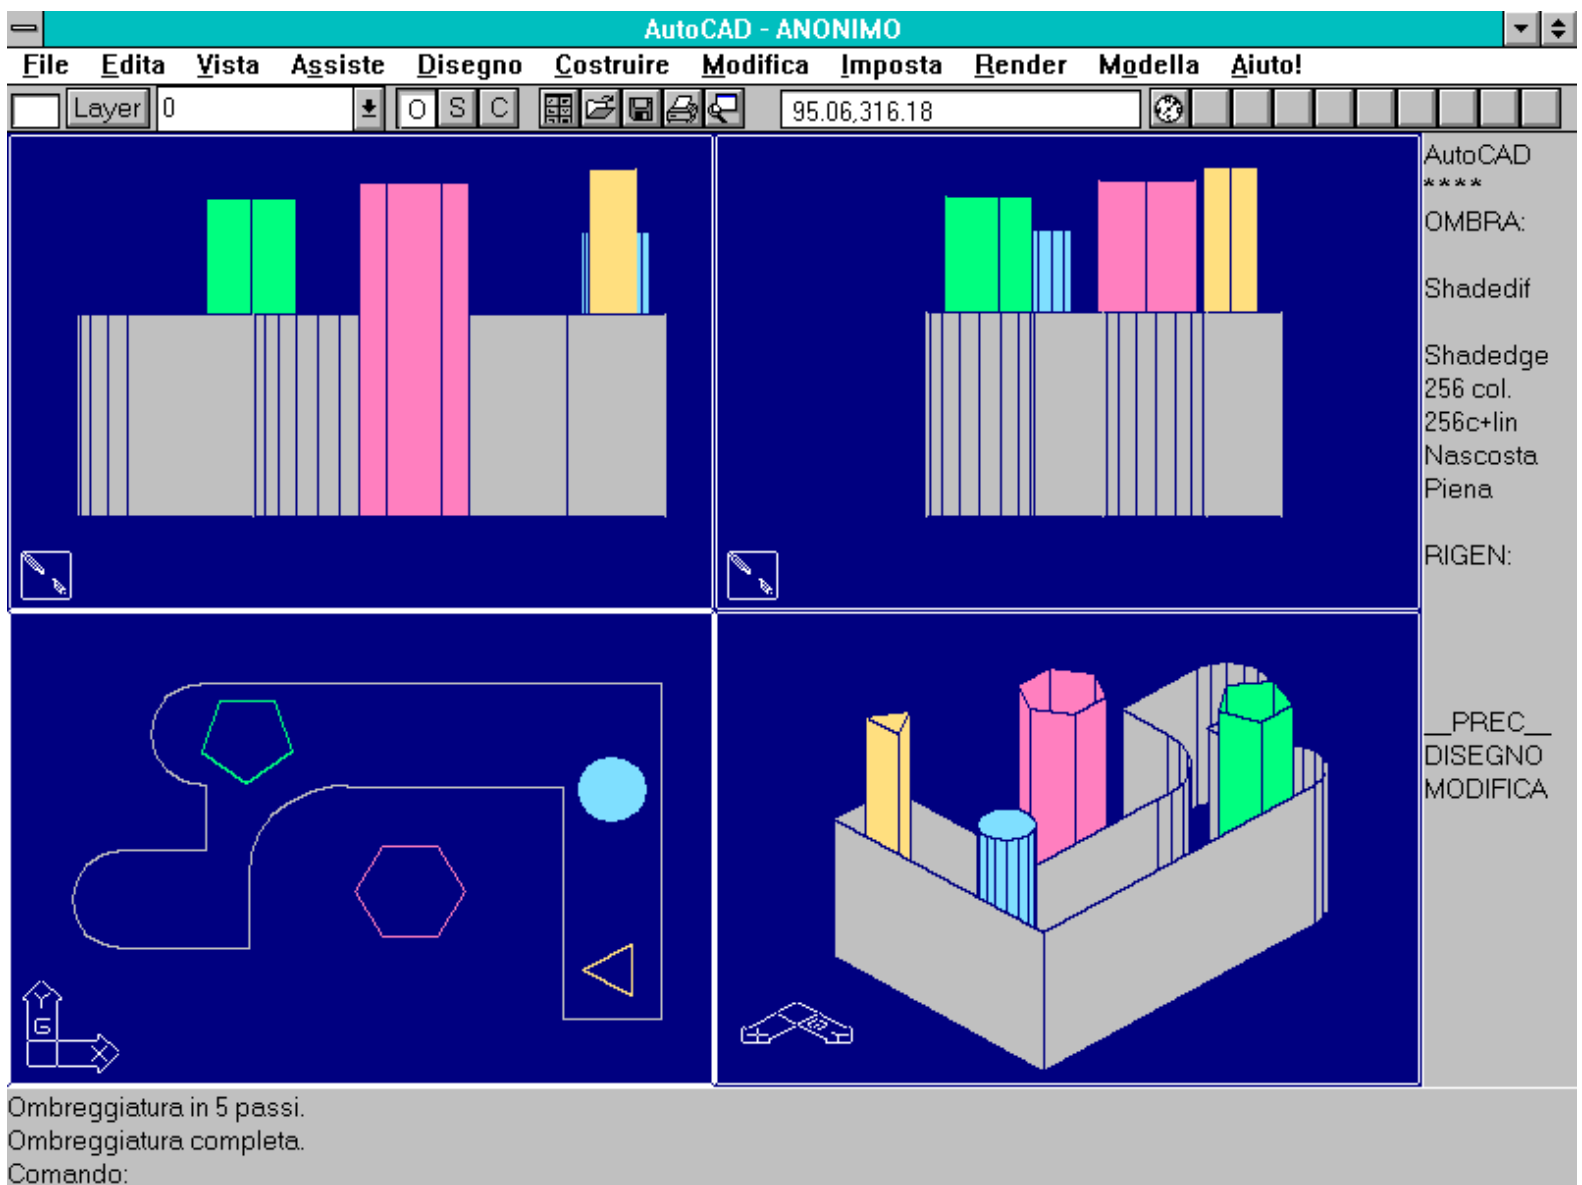 AutoCAD - ANONIMO
File Edita Vista Assiste Disegno Costruire Modifica Imposta Render Modella Aiuto!
Layer 0 O S C 95.06,316.18
AutoCAD
* * * *
OMBRA:
Shadedif
Shadedge
256 col.
256c+lin
Nascosta
Piena
RIGEN:
__PREC__
DISEGNO
MODIFICA
Y
G
X
Ombreggiatura in 5 passi.
Ombreggiatura completa.
Comando: